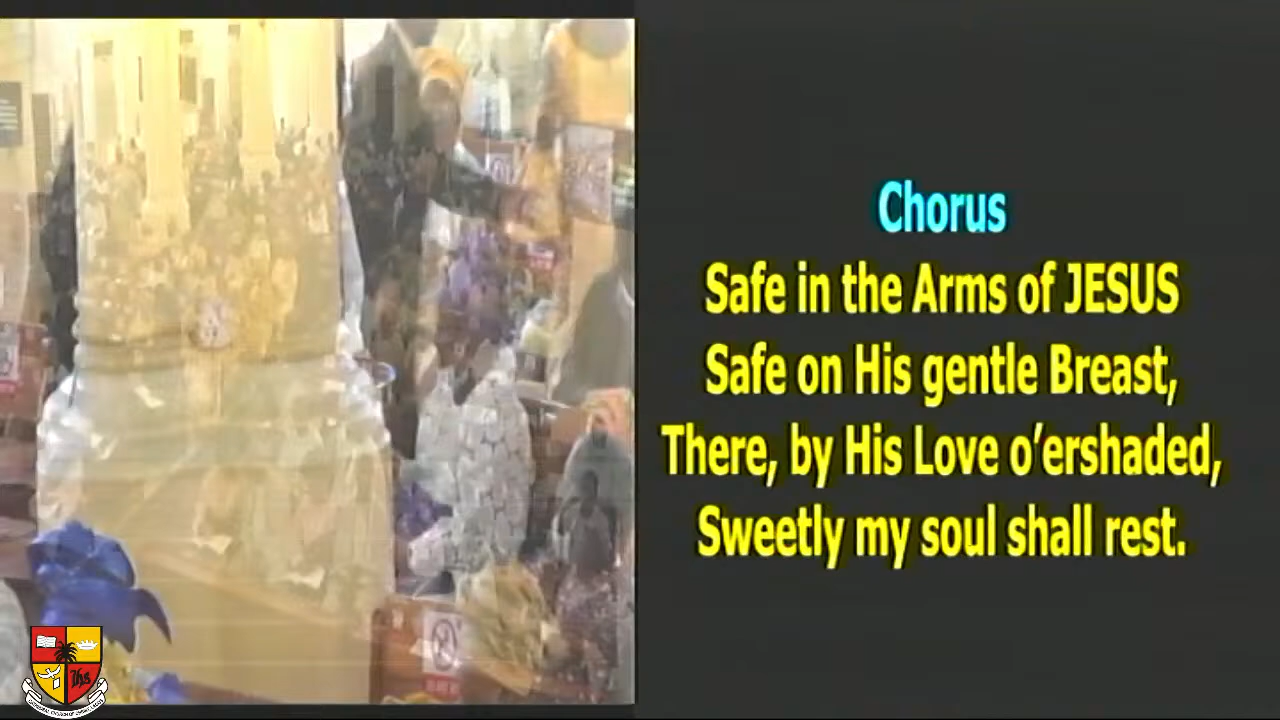 Chorus
Safe in the Arms of JESUS
Safe on His gentle Breast,
There, by His Love o’ershaded,
Sweetly my soul shall rest.
Ihs